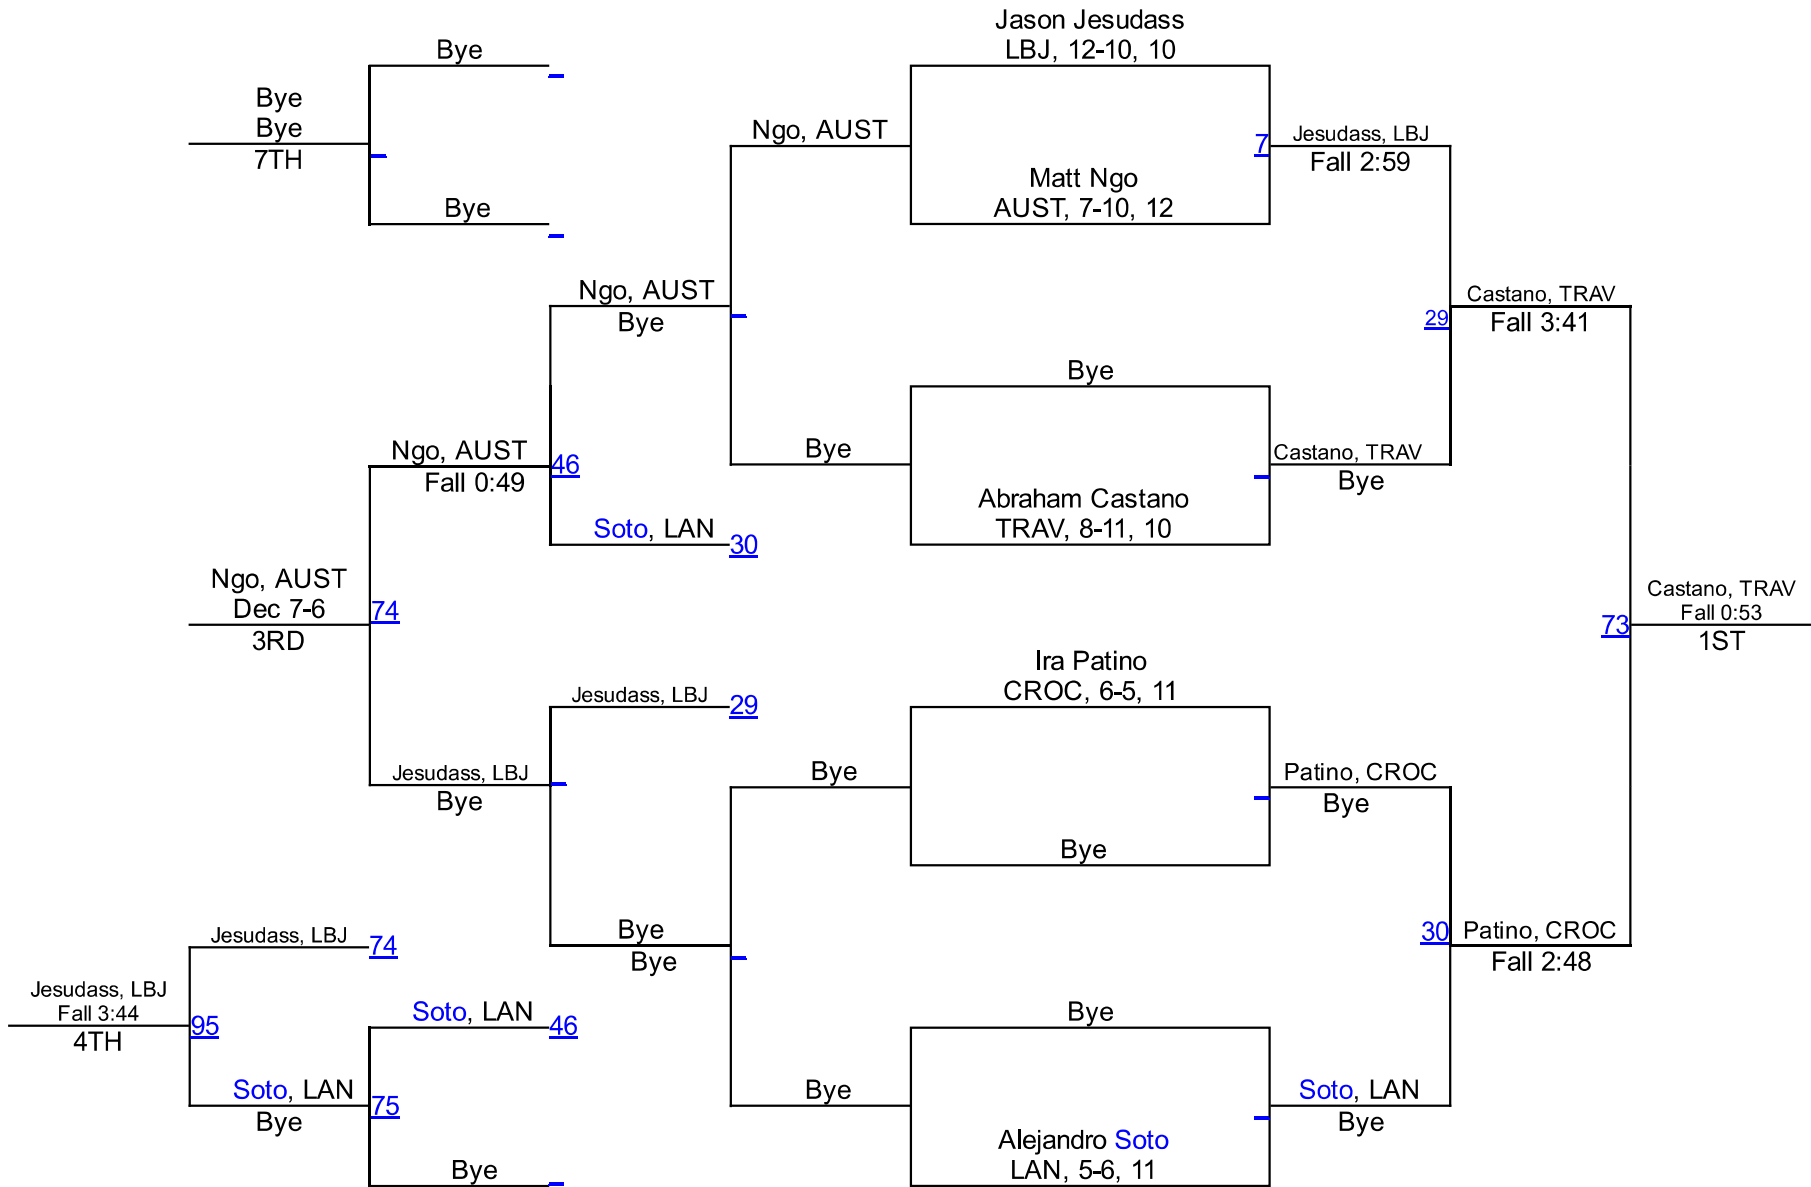 Jason Jesudass
LBJ, 12-10, 10
Bye
Bye
Bye
7TH
Ngo, AUST
7
Jesudass, LBJ
Fall 2:59
Matt Ngo
AUST, 7-10, 12
Bye
Ngo, AUST
Bye
Castano, TRAV
29
Fall 3:41
Bye
Ngo, AUST
Fall 0:49
46
Bye
Castano, TRAV
Bye
Abraham Castano
TRAV, 8-11, 10
Soto, LAN
30
Ngo, AUST
Dec 7-6
3RD
74
73
Castano, TRAV
Fall 0:53
1ST
Ira Patino
CROC, 6-5, 11
Jesudass, LBJ
29
Jesudass, LBJ
Bye
Bye
Patino, CROC
Bye
Bye
Bye
Bye
30
Patino, CROC
Fall 2:48
Jesudass, LBJ
74
Jesudass, LBJ
Fall 3:44
4TH
95
Soto, LAN
46
Bye
Soto, LAN
Bye
75
Bye
Soto, LAN
Bye
Alejandro Soto
LAN, 5-6, 11
Bye